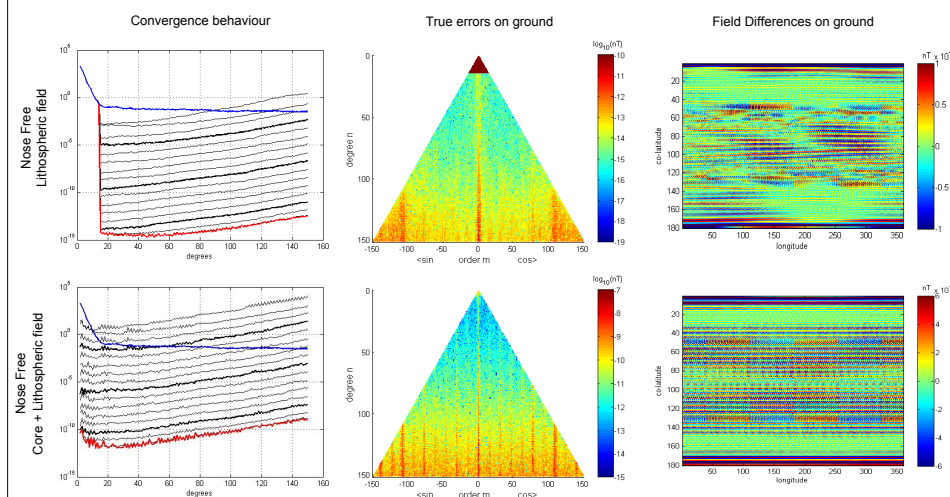 Convergence behaviour
True errors on ground
Field Differences on ground
Nose Free
Lithospheric field
10^5
10^0
10^-5
10^-10
10^-15
0 20 40 60 80 100 120 140 160
degrees
log10(nT)
0
50
100
150
degree n
-150 -100 -50 0 50 100 150
<sin order m cos>
-10
-11
-12
-13
-14
-15
-16
-17
-18
-19
nT
20
40
60
80
100
120
140
160
180
co-latitude
50 100 150 200 250 300 350
longitude
1
0.5
0
-0.5
-1
Nose Free
Core + Lithospheric field
10^5
10^0
10^-5
10^-10
10^-15
0 20 40 60 80 100 120 140 160
degrees
log10(nT)
0
50
100
150
degree n
-150 -100 -50 0 50 100 150
<sin order m cos>
-7
-8
-9
-10
-11
-12
-13
-14
-15
nT
20
40
60
80
100
120
140
160
180
co-latitude
50 100 150 200 250 300 350
longitude
6
4
2
0
-2
-4
-6